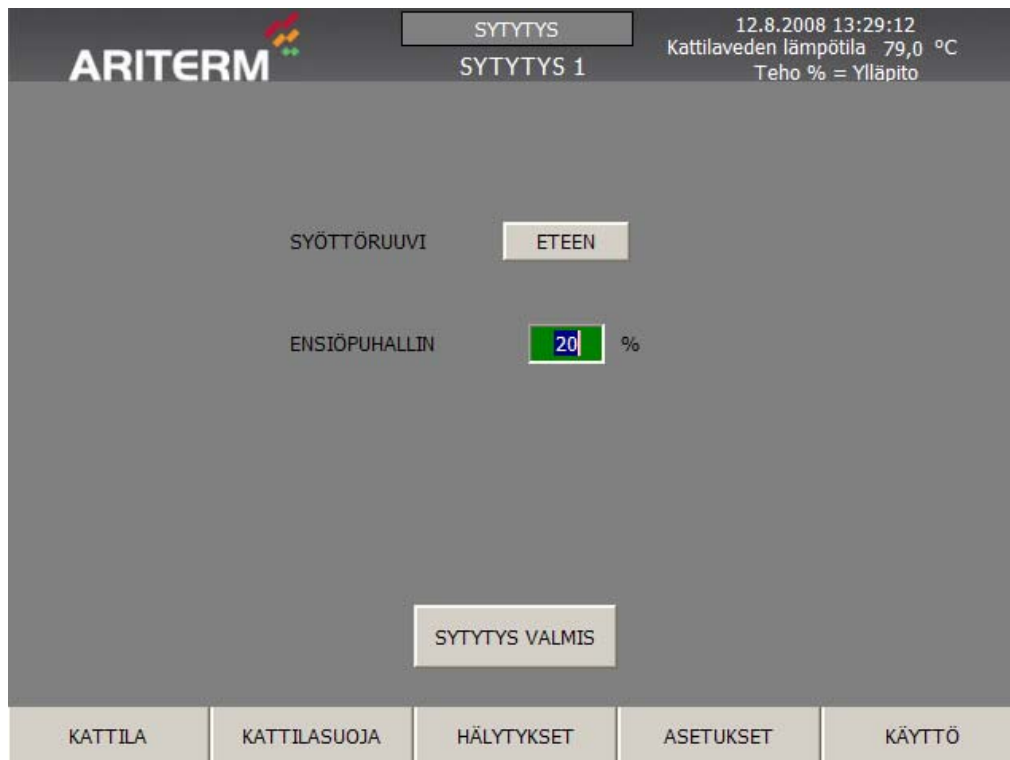 ARITERM
SYTYTYS
SYTYTYS 1
12.8.2008 13:29:12
Kattilaveden lämpötila 79,0 °C
Teho % = Ylläpito
SYÖTTÖRUUVI ETEEN
ENSIÖPUHALLIN 20 %
SYTYTYS VALMIS
KATTILA KATTILASUOJA HÄLYTYKSET ASETUKSET KÄYTTÖ